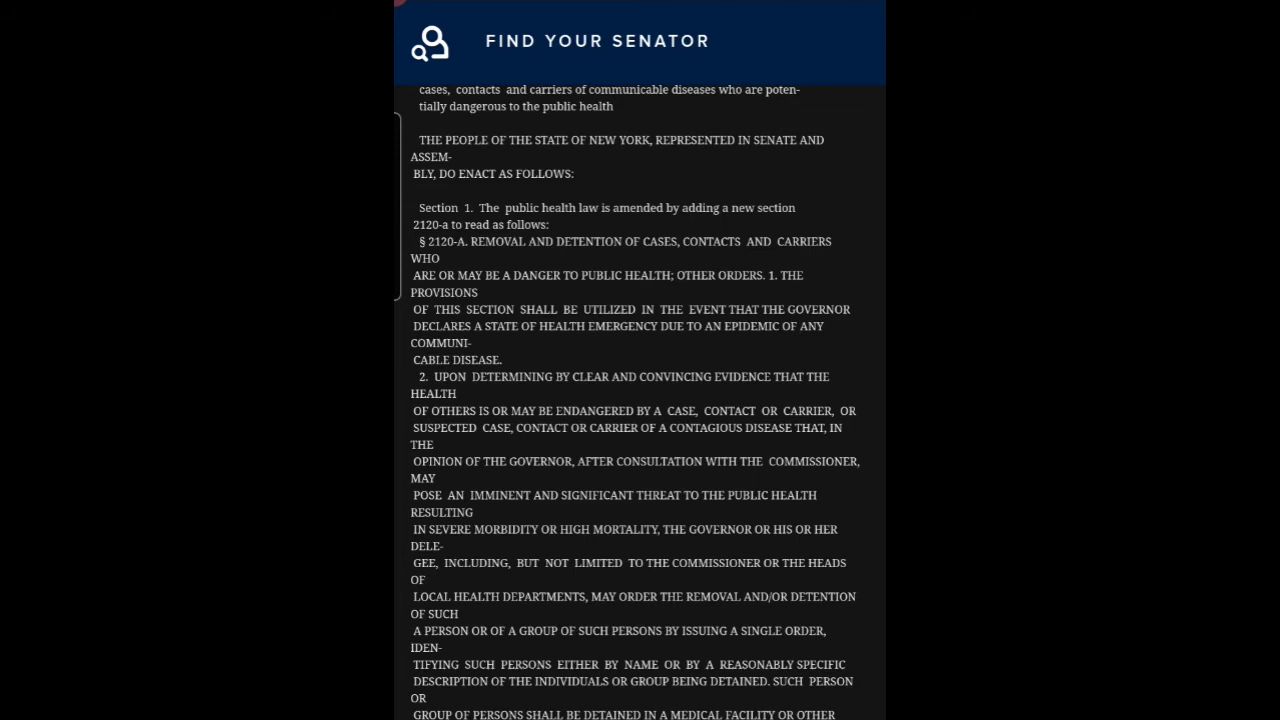 FIND YOUR SENATOR
cases, contacts and carriers of communicable diseases who are poten-
tially dangerous to the public health
THE PEOPLE OF THE STATE OF NEW YORK, REPRESENTED IN SENATE AND
ASSEM-
BLY, DO ENACT AS FOLLOWS:
Section 1. The public health law is amended by adding a new section
2120-a to read as follows:
§ 2120-A. REMOVAL AND DETENTION OF CASES, CONTACTS AND CARRIERS
WHO
ARE OR MAY BE A DANGER TO PUBLIC HEALTH; OTHER ORDERS. 1. THE
PROVISIONS
OF THIS SECTION SHALL BE UTILIZED IN THE EVENT THAT THE GOVERNOR
DECLARES A STATE OF HEALTH EMERGENCY DUE TO AN EPIDEMIC OF ANY
COMMUNI-
CABLE DISEASE.
2. UPON DETERMINING BY CLEAR AND CONVINCING EVIDENCE THAT THE
HEALTH
OF OTHERS IS OR MAY BE ENDANGERED BY A CASE, CONTACT OR CARRIER, OR
SUSPECTED CASE, CONTACT OR CARRIER OF A CONTAGIOUS DISEASE THAT, IN
THE
OPINION OF THE GOVERNOR, AFTER CONSULTATION WITH THE COMMISSIONER,
MAY
POSE AN IMMINENT AND SIGNIFICANT THREAT TO THE PUBLIC HEALTH
RESULTING
IN SEVERE MORBIDITY OR HIGH MORTALITY, THE GOVERNOR OR HIS OR HER
DELE-
GEE, INCLUDING, BUT NOT LIMITED TO THE COMMISSIONER OR THE HEADS
OF
LOCAL HEALTH DEPARTMENTS, MAY ORDER THE REMOVAL AND/OR DETENTION
OF SUCH
A PERSON OR OF A GROUP OF SUCH PERSONS BY ISSUING A SINGLE ORDER,
IDEN-
TIFYING SUCH PERSONS EITHER BY NAME OR BY A REASONABLY SPECIFIC
DESCRIPTION OF THE INDIVIDUALS OR GROUP BEING DETAINED. SUCH PERSON
OR
GROUP OF PERSONS SHALL BE DETAINED IN A MEDICAL FACILITY OR OTHER